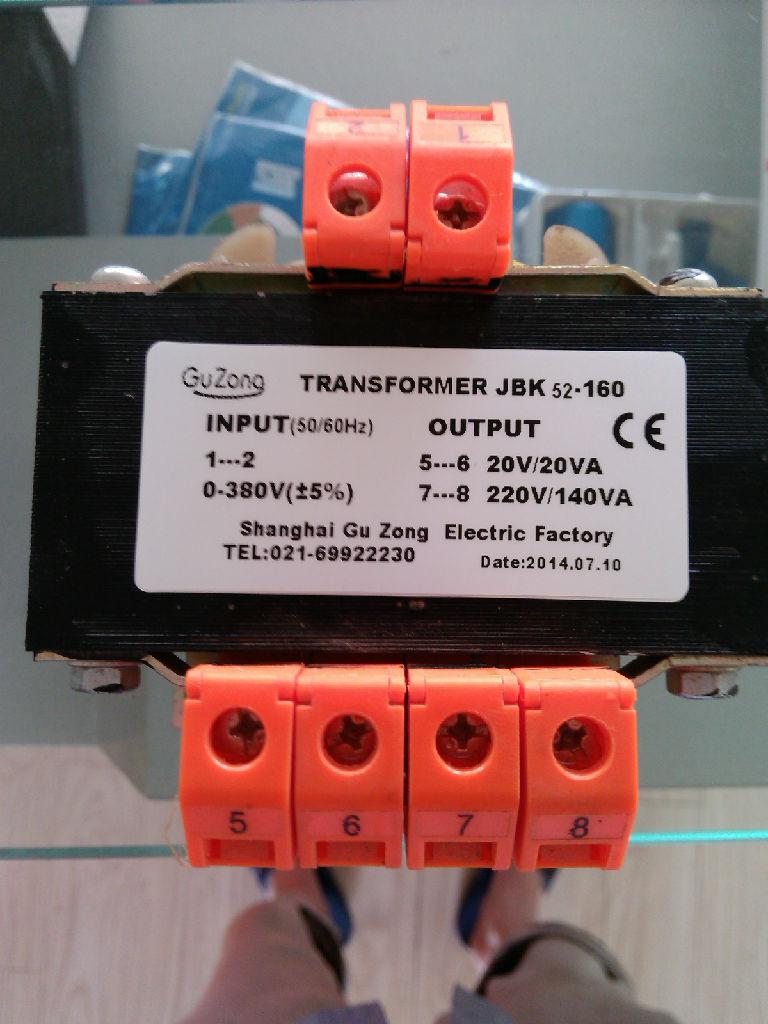 2 1
GuZong TRANSFORMER JBK 52-160
INPUT(50/60Hz) OUTPUT CE
1---2 5---6 20V/20VA
0-380V(±5%) 7---8 220V/140VA
Shanghai Gu Zong Electric Factory
TEL:021-69922230 Date:2014.07.10
5 6 7 8